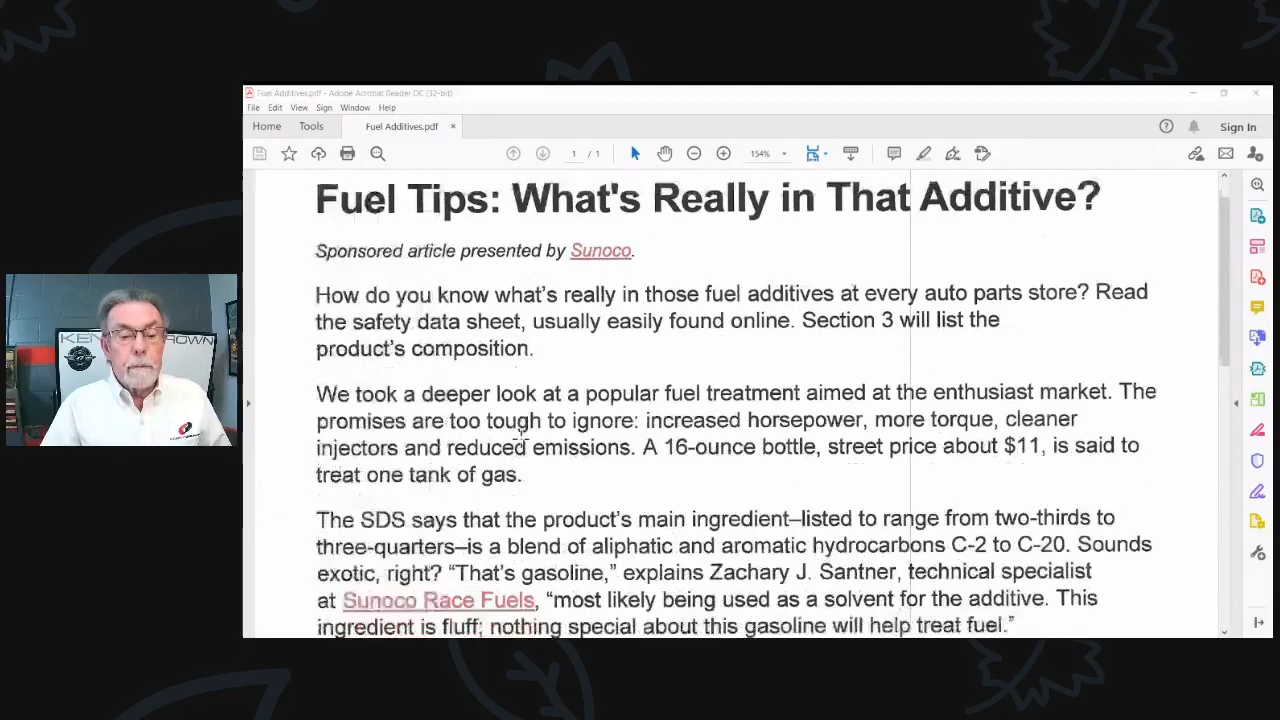 Fuel Additives.pdf - Adobe Acrobat Reader DC (32-bit)
File Edit View Sign Window Help
Home Tools Fuel Additives.pdf × Sign In
1 / 1 154%
Fuel Tips: What's Really in That Additive?
Sponsored article presented by Sunoco.
How do you know what's really in those fuel additives at every auto parts store? Read
the safety data sheet, usually easily found online. Section 3 will list the
product's composition.
We took a deeper look at a popular fuel treatment aimed at the enthusiast market. The
promises are too tough to ignore: increased horsepower, more torque, cleaner
injectors and reduced emissions. A 16-ounce bottle, street price about $11, is said to
treat one tank of gas.
The SDS says that the product's main ingredient–listed to range from two-thirds to
three-quarters–is a blend of aliphatic and aromatic hydrocarbons C-2 to C-20. Sounds
exotic, right? “That's gasoline,” explains Zachary J. Santner, technical specialist
at Sunoco Race Fuels, “most likely being used as a solvent for the additive. This
ingredient is fluff; nothing special about this gasoline will help treat fuel.”